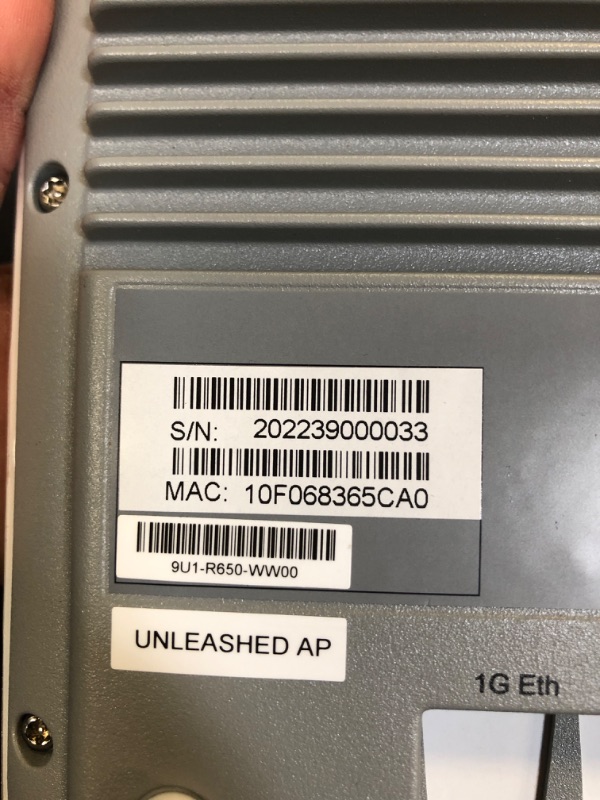 S/N: 202239000033
MAC: 10F068365CA0
9U1-R650-WW00
UNLEASHED AP
1G Eth